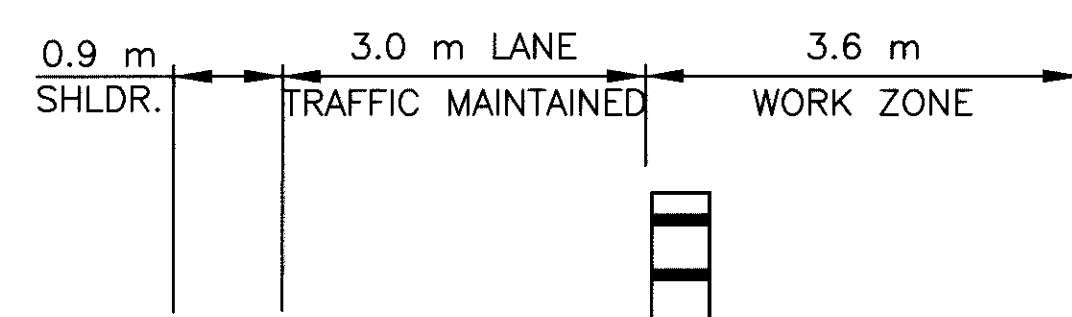 0.9 m 3.0 m LANE 3.6 m
SHLDR. TRAFFIC MAINTAINED WORK ZONE